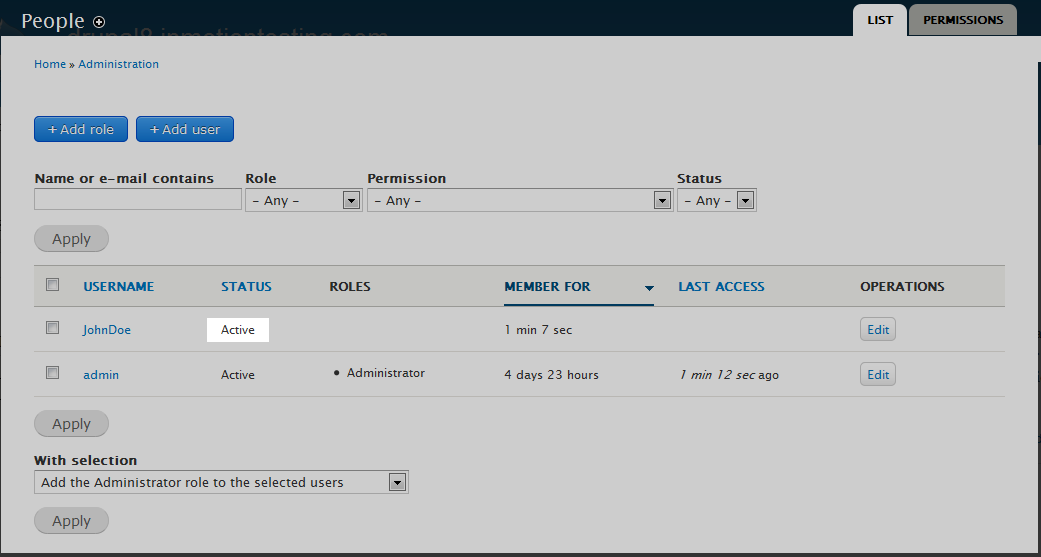 People
LIST PERMISSIONS
drupal8.inmotiontesting.com
Home » Administration
+ Add role + Add user
Name or e-mail contains Role Permission Status
- Any - - Any - - Any -
Apply
USERNAME STATUS ROLES MEMBER FOR LAST ACCESS OPERATIONS
JohnDoe Active 1 min 7 sec Edit
admin Active • Administrator 4 days 23 hours 1 min 12 sec ago Edit
Apply
With selection
Add the Administrator role to the selected users
Apply